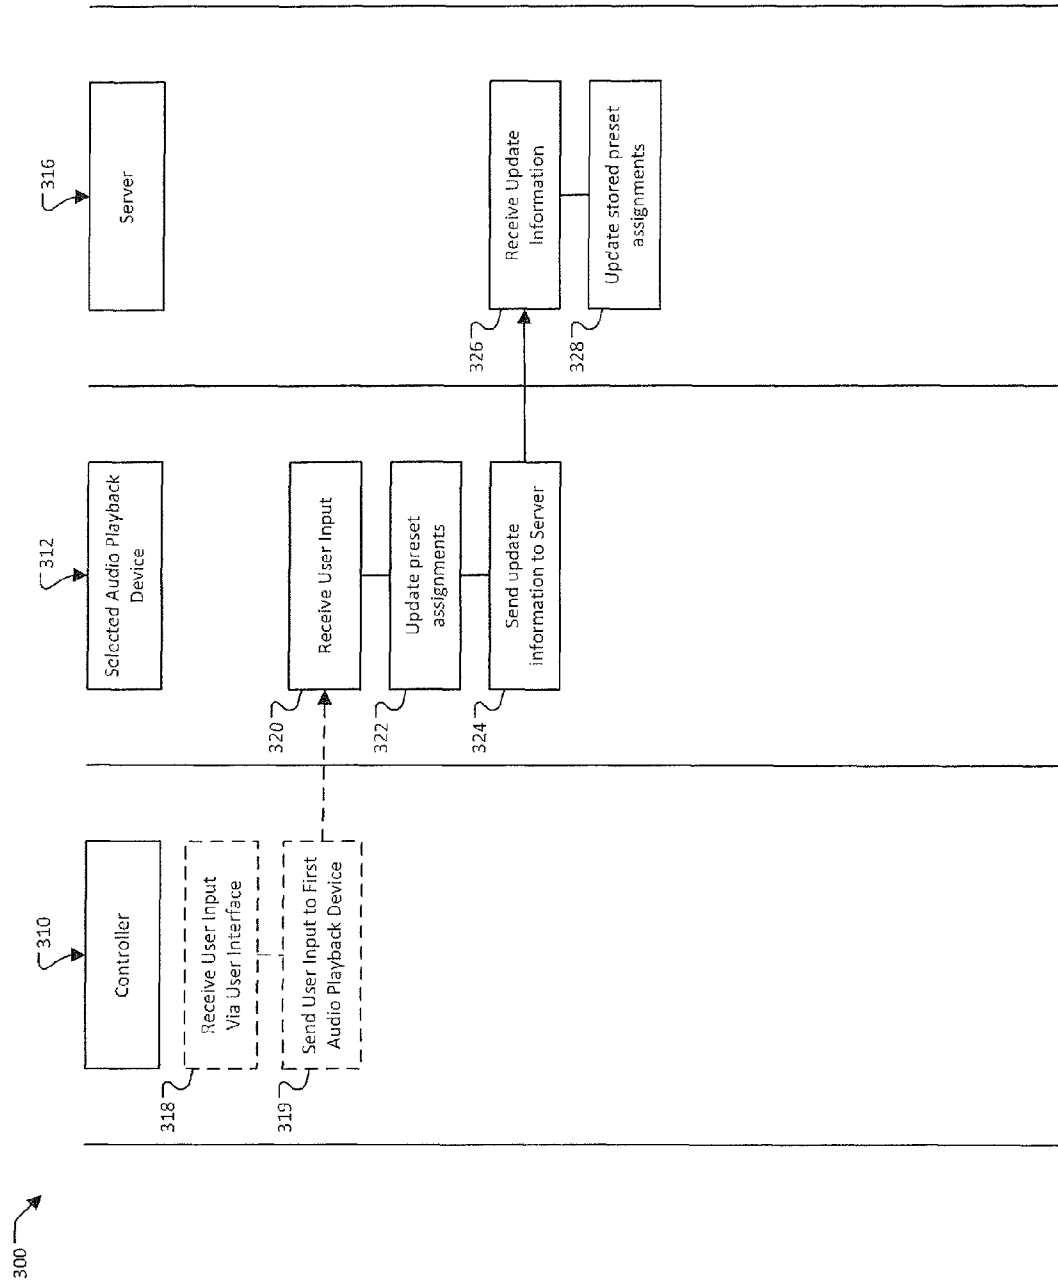 300
310
Controller
318
Receive User Input
Via User Interface
319
Send User Input to First
Audio Playback Device
312
Selected Audio Playback
Device
320
Receive User Input
322
Update preset
assignments
324
Send update
information to Server
316
Server
326
Receive Update
Information
328
Update stored preset
assignments